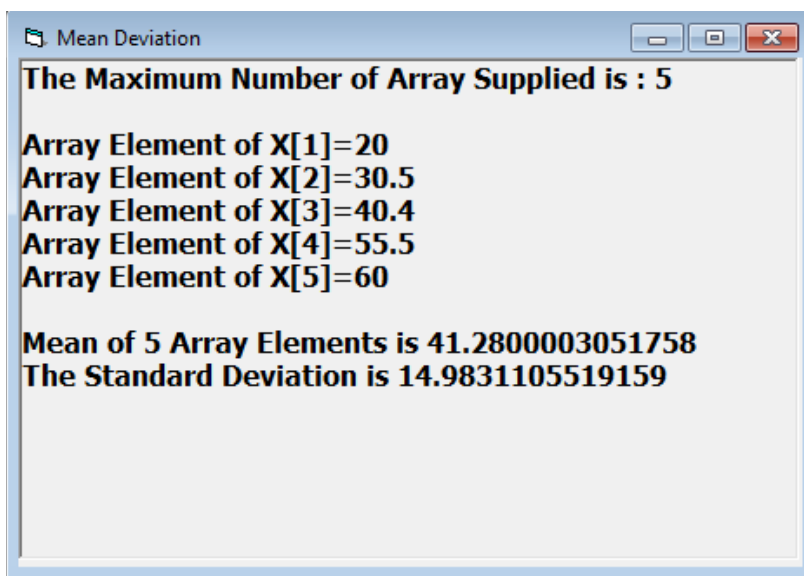 Mean Deviation
The Maximum Number of Array Supplied is : 5
Array Element of X[1]=20
Array Element of X[2]=30.5
Array Element of X[3]=40.4
Array Element of X[4]=55.5
Array Element of X[5]=60
Mean of 5 Array Elements is 41.2800003051758
The Standard Deviation is 14.9831105519159